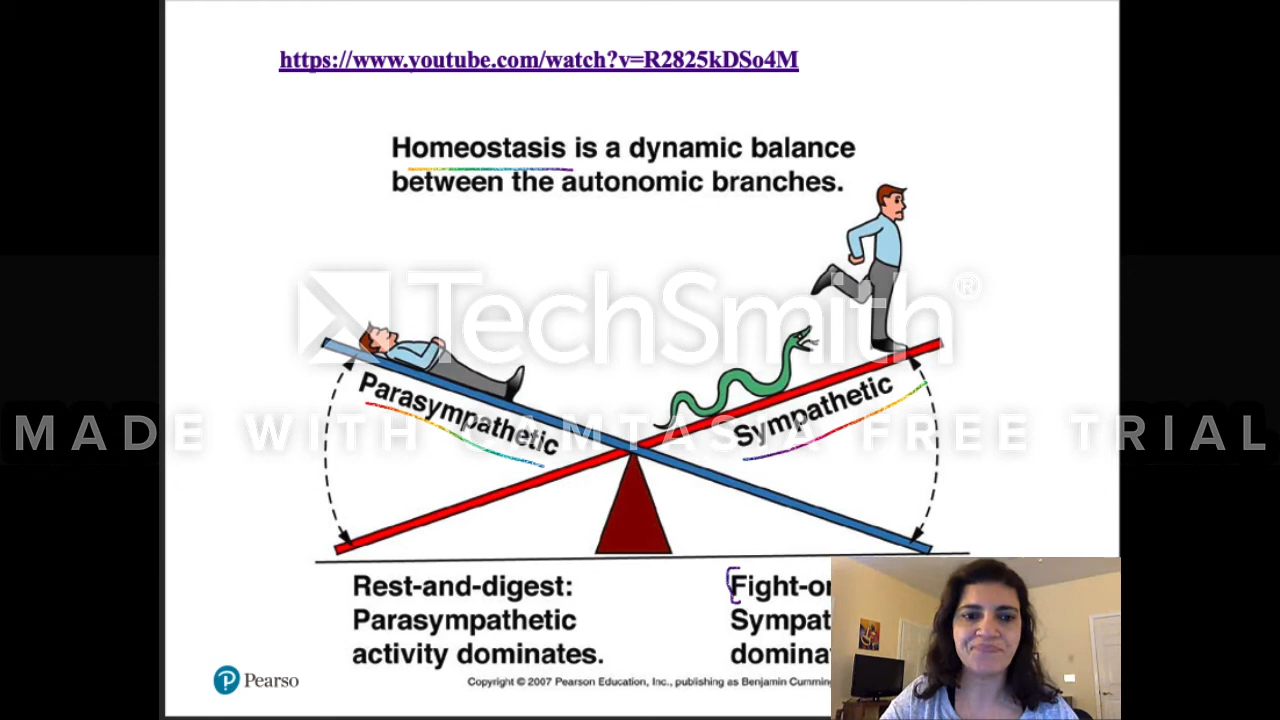 https://www.youtube.com/watch?v=R2825kDSo4M
Homeostasis is a dynamic balance
between the autonomic branches.
TechSmith®
Parasympathetic
Sympathetic
MADE WITH CAMTASIA FREE TRIAL
Rest-and-digest:
Parasympathetic
activity dominates.
Fight-or
Sympat
domina
Pearson
Copyright © 2007 Pearson Education, Inc., publishing as Benjamin Cumming